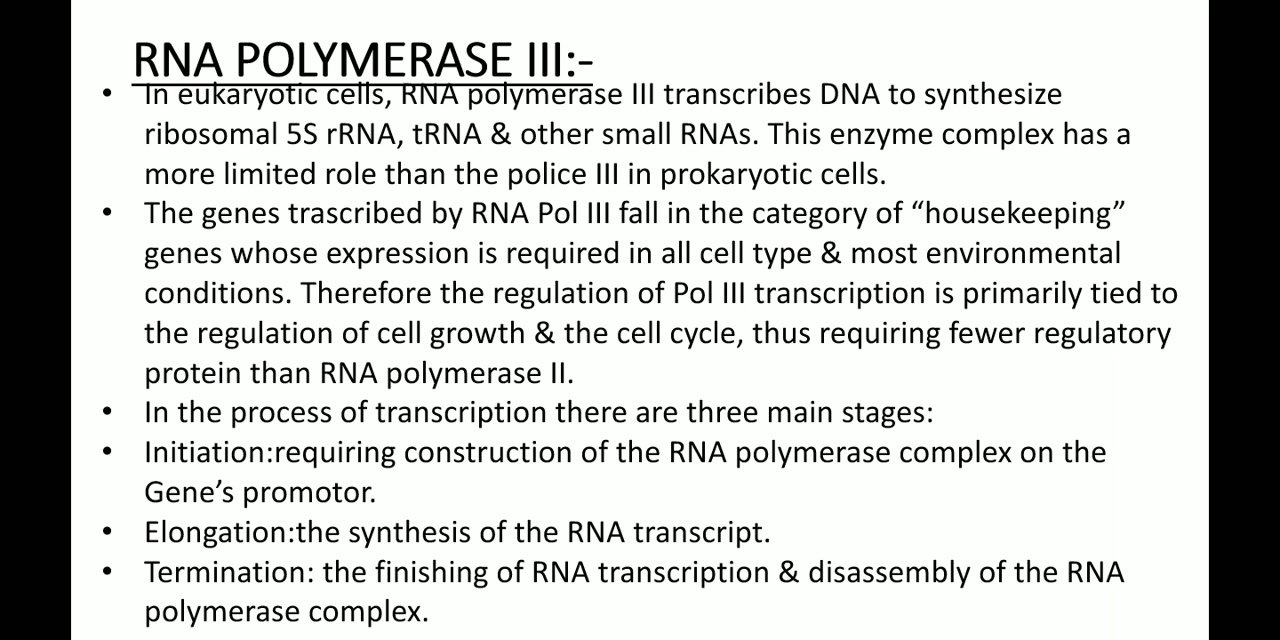 RNA POLYMERASE III:-
• In eukaryotic cells, RNA polymerase III transcribes DNA to synthesize
ribosomal 5S rRNA, tRNA & other small RNAs. This enzyme complex has a
more limited role than the police III in prokaryotic cells.
• The genes trascribed by RNA Pol III fall in the category of “housekeeping”
genes whose expression is required in all cell type & most environmental
conditions. Therefore the regulation of Pol III transcription is primarily tied to
the regulation of cell growth & the cell cycle, thus requiring fewer regulatory
protein than RNA polymerase II.
• In the process of transcription there are three main stages:
• Initiation:requiring construction of the RNA polymerase complex on the
Gene’s promotor.
• Elongation:the synthesis of the RNA transcript.
• Termination: the finishing of RNA transcription & disassembly of the RNA
polymerase complex.